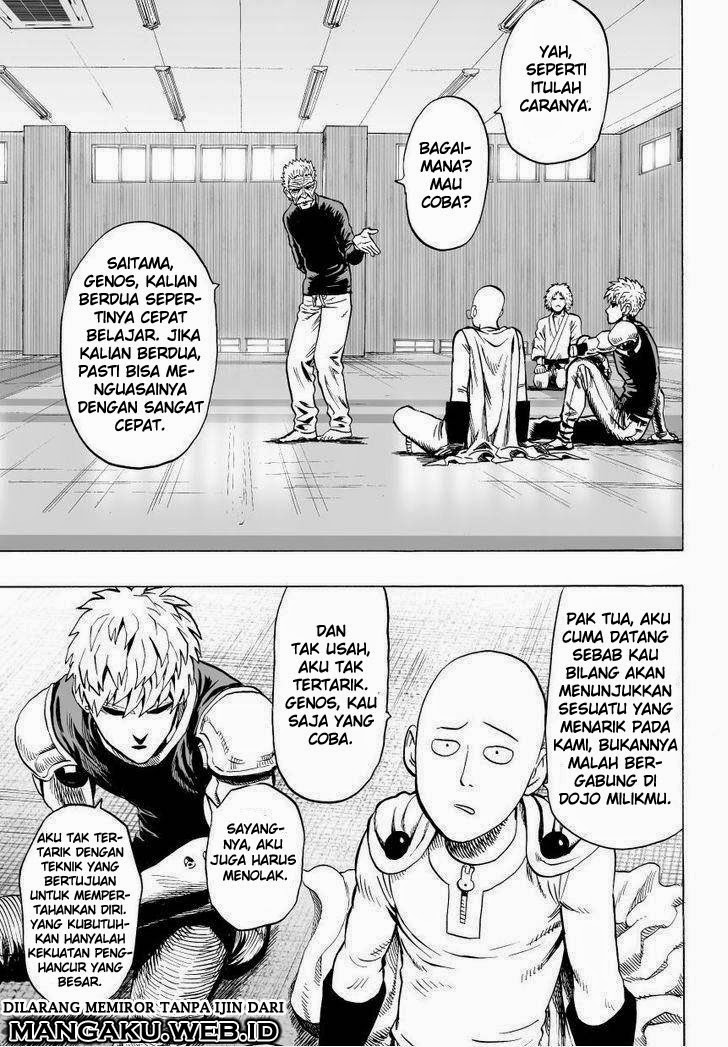 YAH,
SEPERTI
ITULAH
CARANYA.
BAGAI-
MANA?
MAU
COBA?
SAITAMA,
GENOS, KALIAN
BERDUA SEPER-
TINYA CEPAT
BELAJAR. JIKA
KALIAN BERDUA,
PASTI BISA ME-
NGUASAINYA
DENGAN SANGAT
CEPAT.
PAK TUA, AKU
CUMA DATANG
SEBAB KAU
BILANG AKAN
MENUNJUKKAN
SESUATU YANG
MENARIK PADA
KAMI, BUKANNYA
MALAH BER-
GABUNG DI
DOJO MILIKMU.
DAN
TAK USAH,
AKU TAK
TERTARIK.
GENOS, KAU
SAJA YANG
COBA.
SAYANG-
NYA, AKU
JUGA HARUS
MENOLAK.
AKU TAK TER-
TARIK DENGAN
TEKNIK YANG
BERTUJUAN
UNTUK MEMPER-
TAHANKAN DIRI.
YANG KUBUTUH-
KAN HANYALAH
KEKUATAN PENG-
HANCUR YANG
BESAR.
DILARANG MEMIROR TANPA IJIN DARI
MANGAKU.WEB.ID